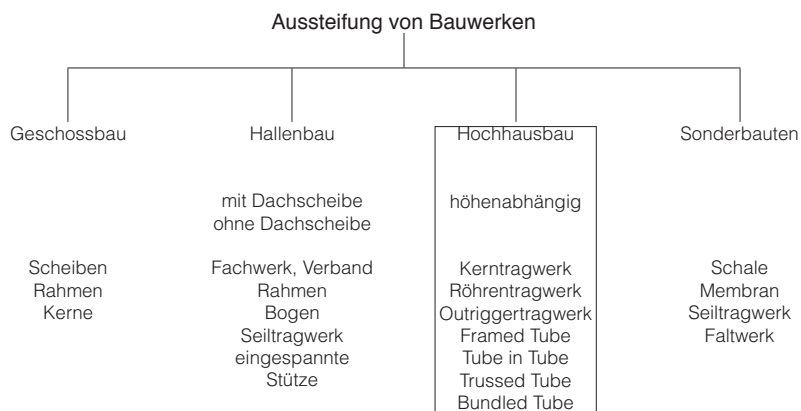 Aussteifung von Bauwerken
Geschossbau
Hallenbau
Hochhausbau
Sonderbauten
mit Dachscheibe
ohne Dachscheibe
höhenabhängig
Scheiben
Rahmen
Kerne
Fachwerk, Verband
Rahmen
Bogen
Seiltragwerk
eingespannte
Stütze
Kerntragwerk
Röhrentragwerk
Outriggertragwerk
Framed Tube
Tube in Tube
Trussed Tube
Bundled Tube
Schale
Membran
Seiltragwerk
Faltwerk